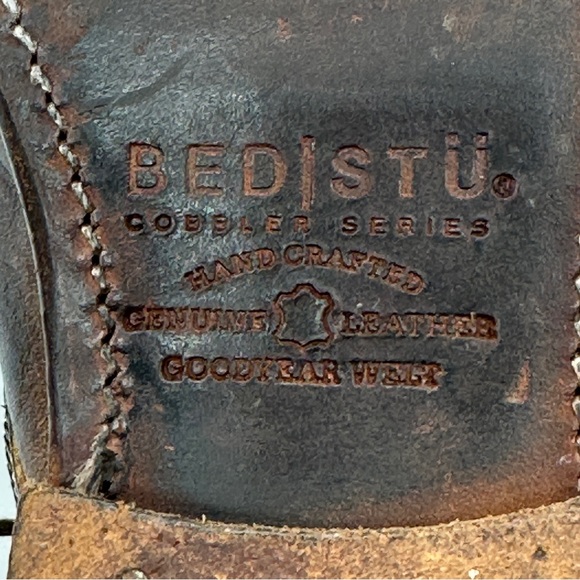 BED|STÜ®
COBBLER SERIES
HAND CRAFTED
GENUINE LEATHER
GOODYEAR WELT